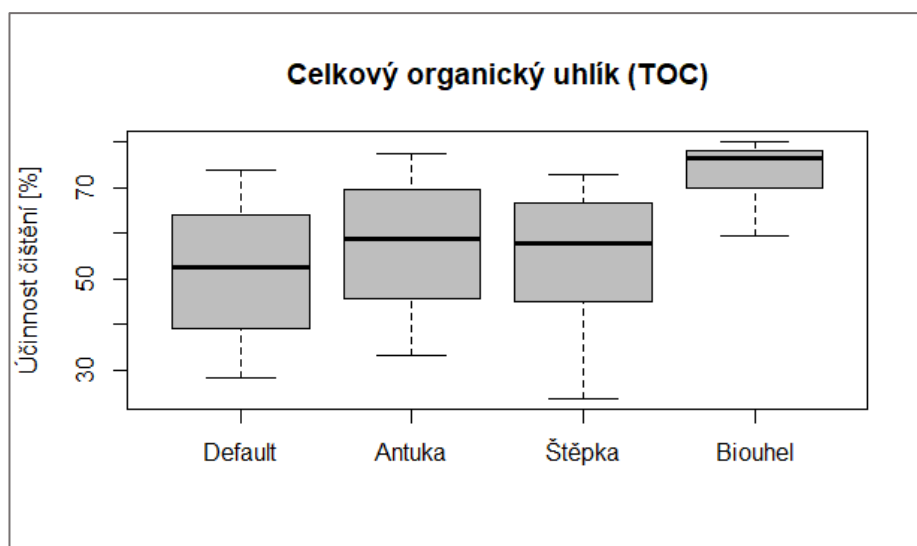 Celkový organický uhlík (TOC)
Účinnost čištění [%]
70
50
30
Default Antuka Štěpka Biouhel